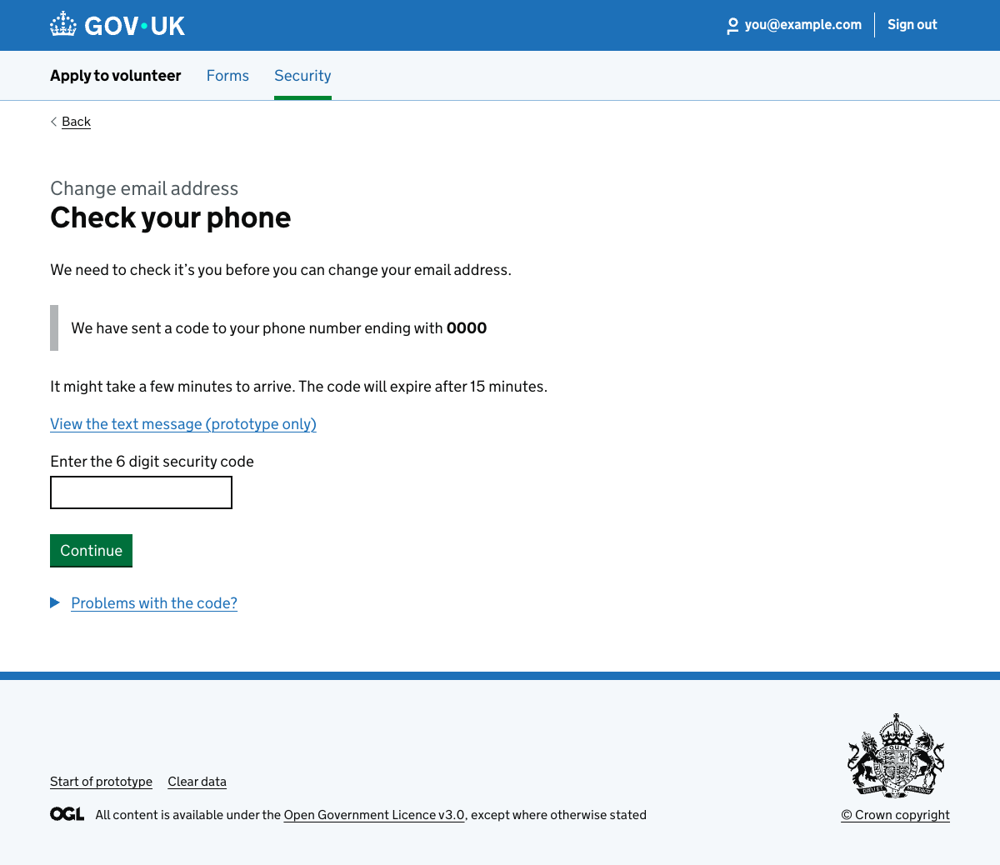 GOV·UK
you@example.com
Sign out
Apply to volunteer
Forms
Security
Back
Change email address
Check your phone
We need to check it’s you before you can change your email address.
We have sent a code to your phone number ending with 0000
It might take a few minutes to arrive. The code will expire after 15 minutes.
View the text message (prototype only)
Enter the 6 digit security code
Continue
Problems with the code?
Start of prototype
Clear data
OGL All content is available under the Open Government Licence v3.0, except where otherwise stated
© Crown copyright